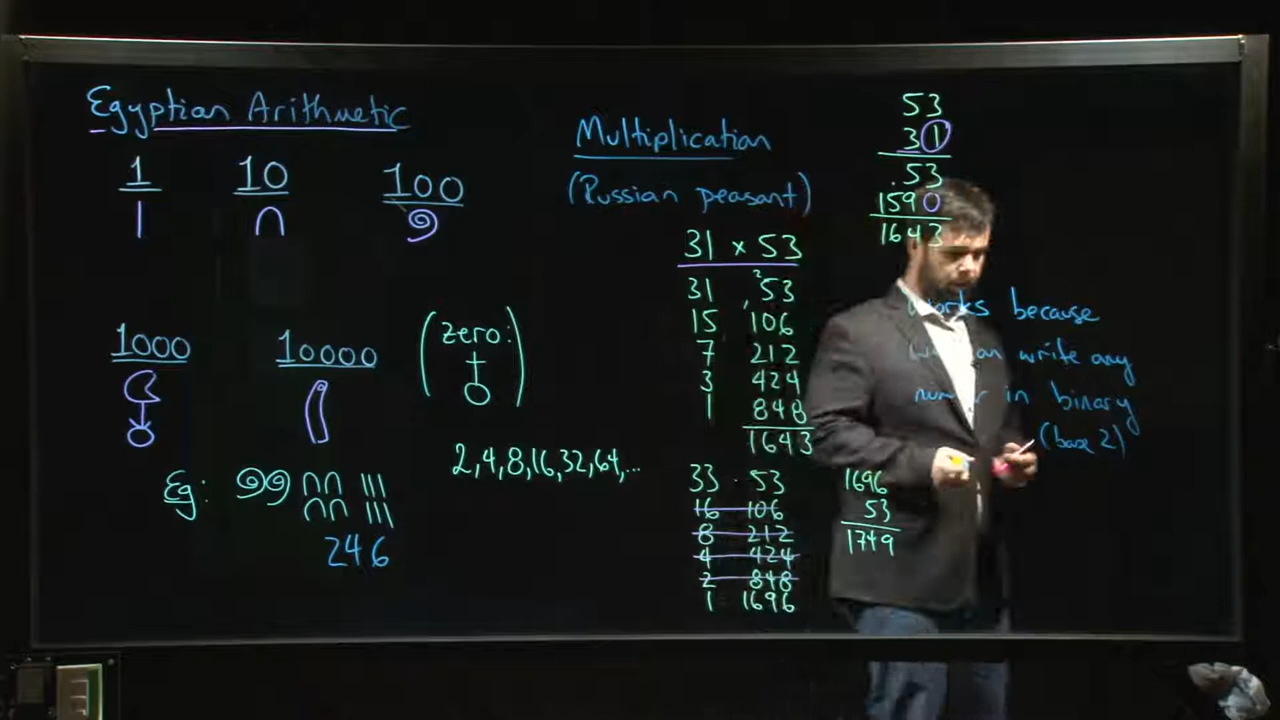 Egyptian Arithmetic
1 10 100
1000 10000
(zero:)
Eg:
246
2,4,8,16,32,64,...
Multiplication
(Russian peasant)
31 × 53
31 53
15 106
7 212
3 424
1 848
1643
33 · 53
16 106
8 212
4 424
2 848
1 1696
1696
53
1749
53
31
53
1590
1643
works because
write any
in binary
(base 2)